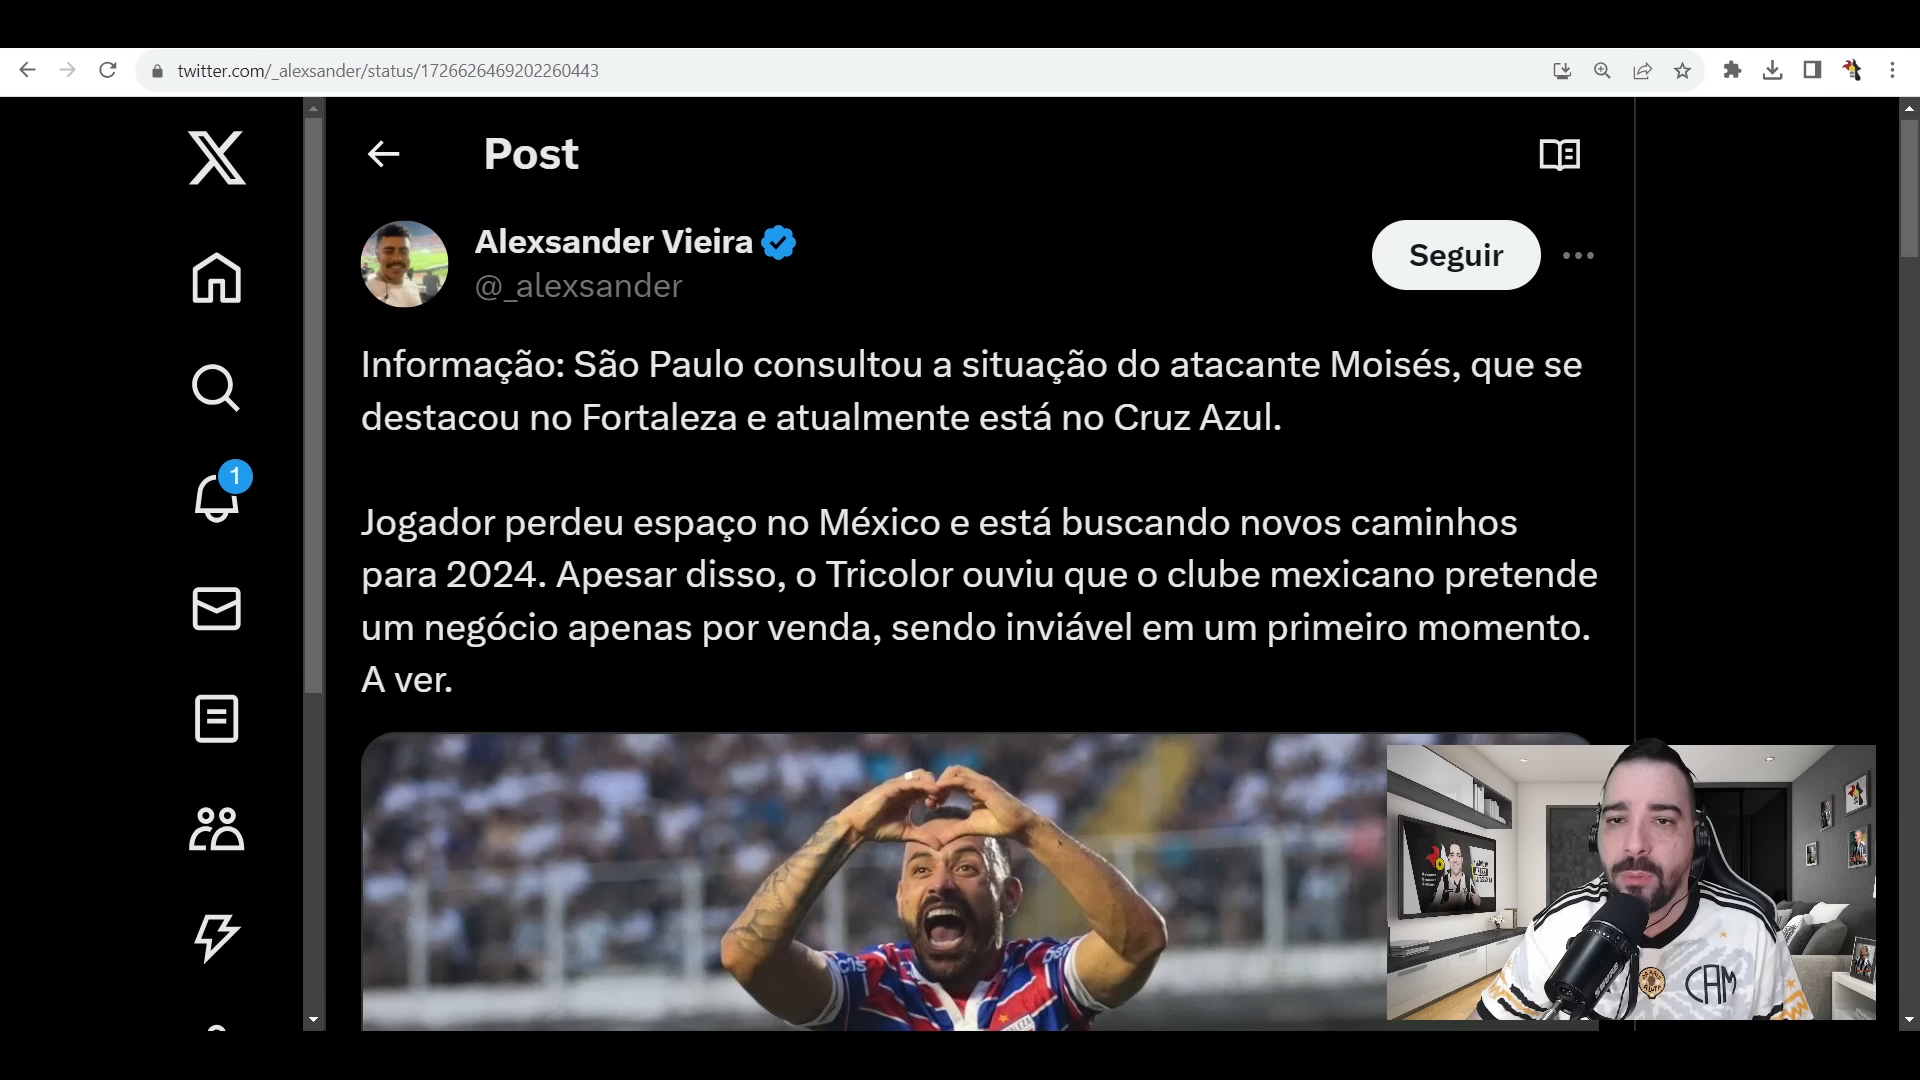 twitter.com/_alexsander/status/1726626469202260443
Post
Alexsander Vieira
@_alexsander
Seguir
Informação: São Paulo consultou a situação do atacante Moisés, que se
destacou no Fortaleza e atualmente está no Cruz Azul.
1
Jogador perdeu espaço no México e está buscando novos caminhos
para 2024. Apesar disso, o Tricolor ouviu que o clube mexicano pretende
um negócio apenas por venda, sendo inviável em um primeiro momento.
A ver.
CAM